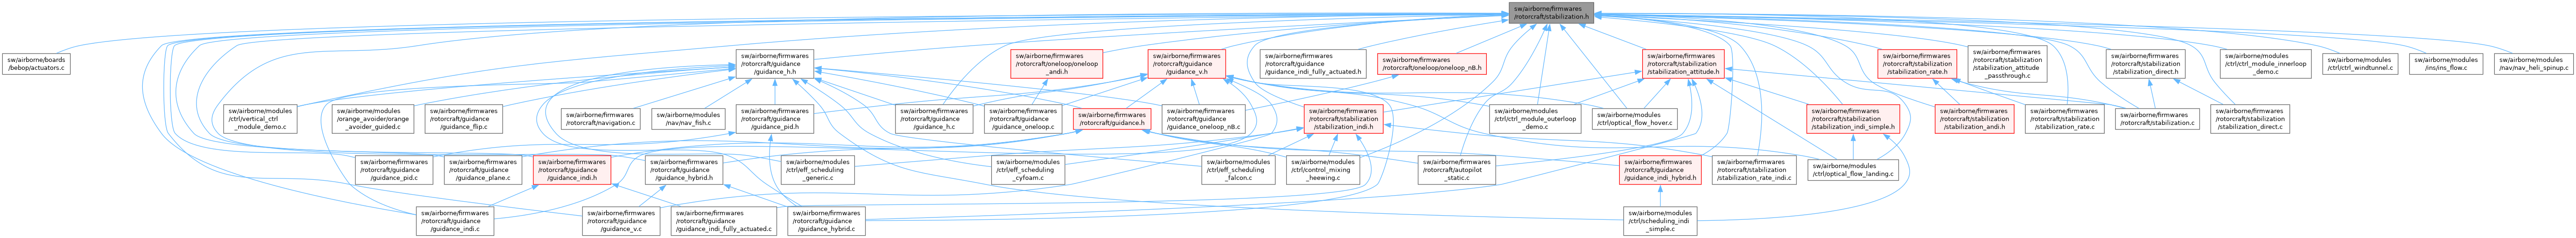 sw/airborne/firmwares
/rotorcraft/stabilization.h
sw/airborne/boards
/bebop/actuators.c
sw/airborne/firmwares
/rotorcraft/guidance
/guidance_h.h
sw/airborne/firmwares
/rotorcraft/oneloop/oneloop
_andi.h
sw/airborne/firmwares
/rotorcraft/guidance
/guidance_v.h
sw/airborne/firmwares
/rotorcraft/guidance
/guidance_indi_fully_actuated.h
sw/airborne/firmwares
/rotorcraft/oneloop/oneloop_nB.h
sw/airborne/firmwares
/rotorcraft/stabilization
/stabilization_attitude.h
sw/airborne/firmwares
/rotorcraft/stabilization
/stabilization_rate.h
sw/airborne/firmwares
/rotorcraft/stabilization
/stabilization_attitude
_passthrough.c
sw/airborne/firmwares
/rotorcraft/stabilization
/stabilization_direct.h
sw/airborne/modules
/ctrl/ctrl_module_innerloop
_demo.c
sw/airborne/modules
/ctrl/ctrl_windtunnel.c
sw/airborne/modules
/ins/ins_flow.c
sw/airborne/modules
/nav/nav_heli_spinup.c
sw/airborne/modules
/ctrl/vertical_ctrl
_module_demo.c
sw/airborne/modules
/orange_avoider/orange
_avoider_guided.c
sw/airborne/firmwares
/rotorcraft/guidance
/guidance_flip.c
sw/airborne/firmwares
/rotorcraft/navigation.c
sw/airborne/modules
/nav/nav_fish.c
sw/airborne/firmwares
/rotorcraft/guidance
/guidance_pid.h
sw/airborne/firmwares
/rotorcraft/guidance
/guidance_h.c
sw/airborne/firmwares
/rotorcraft/guidance
/guidance_oneloop.c
sw/airborne/firmwares
/rotorcraft/guidance.h
sw/airborne/firmwares
/rotorcraft/guidance
/guidance_oneloop_nB.c
sw/airborne/firmwares
/rotorcraft/stabilization
/stabilization_indi.h
sw/airborne/modules
/ctrl/ctrl_module_outerloop
_demo.c
sw/airborne/modules
/ctrl/optical_flow_hover.c
sw/airborne/firmwares
/rotorcraft/stabilization
/stabilization_indi_simple.h
sw/airborne/firmwares
/rotorcraft/stabilization
/stabilization_andi.h
sw/airborne/firmwares
/rotorcraft/stabilization
/stabilization_rate.c
sw/airborne/firmwares
/rotorcraft/stabilization.c
sw/airborne/firmwares
/rotorcraft/stabilization
/stabilization_direct.c
sw/airborne/firmwares
/rotorcraft/guidance
/guidance_pid.c
sw/airborne/firmwares
/rotorcraft/guidance
/guidance_plane.c
sw/airborne/firmwares
/rotorcraft/guidance
/guidance_indi.h
sw/airborne/firmwares
/rotorcraft/guidance
/guidance_hybrid.h
sw/airborne/modules
/ctrl/eff_scheduling
_generic.c
sw/airborne/modules
/ctrl/eff_scheduling
_cyfoam.c
sw/airborne/modules
/ctrl/eff_scheduling
_falcon.c
sw/airborne/modules
/ctrl/control_mixing
_heewing.c
sw/airborne/firmwares
/rotorcraft/autopilot
_static.c
sw/airborne/firmwares
/rotorcraft/guidance
/guidance_indi_hybrid.h
sw/airborne/firmwares
/rotorcraft/stabilization
/stabilization_rate_indi.c
sw/airborne/modules
/ctrl/optical_flow_landing.c
sw/airborne/firmwares
/rotorcraft/guidance
/guidance_indi.c
sw/airborne/firmwares
/rotorcraft/guidance
/guidance_v.c
sw/airborne/firmwares
/rotorcraft/guidance
/guidance_indi_fully_actuated.c
sw/airborne/firmwares
/rotorcraft/guidance
/guidance_hybrid.c
sw/airborne/modules
/ctrl/scheduling_indi
_simple.c